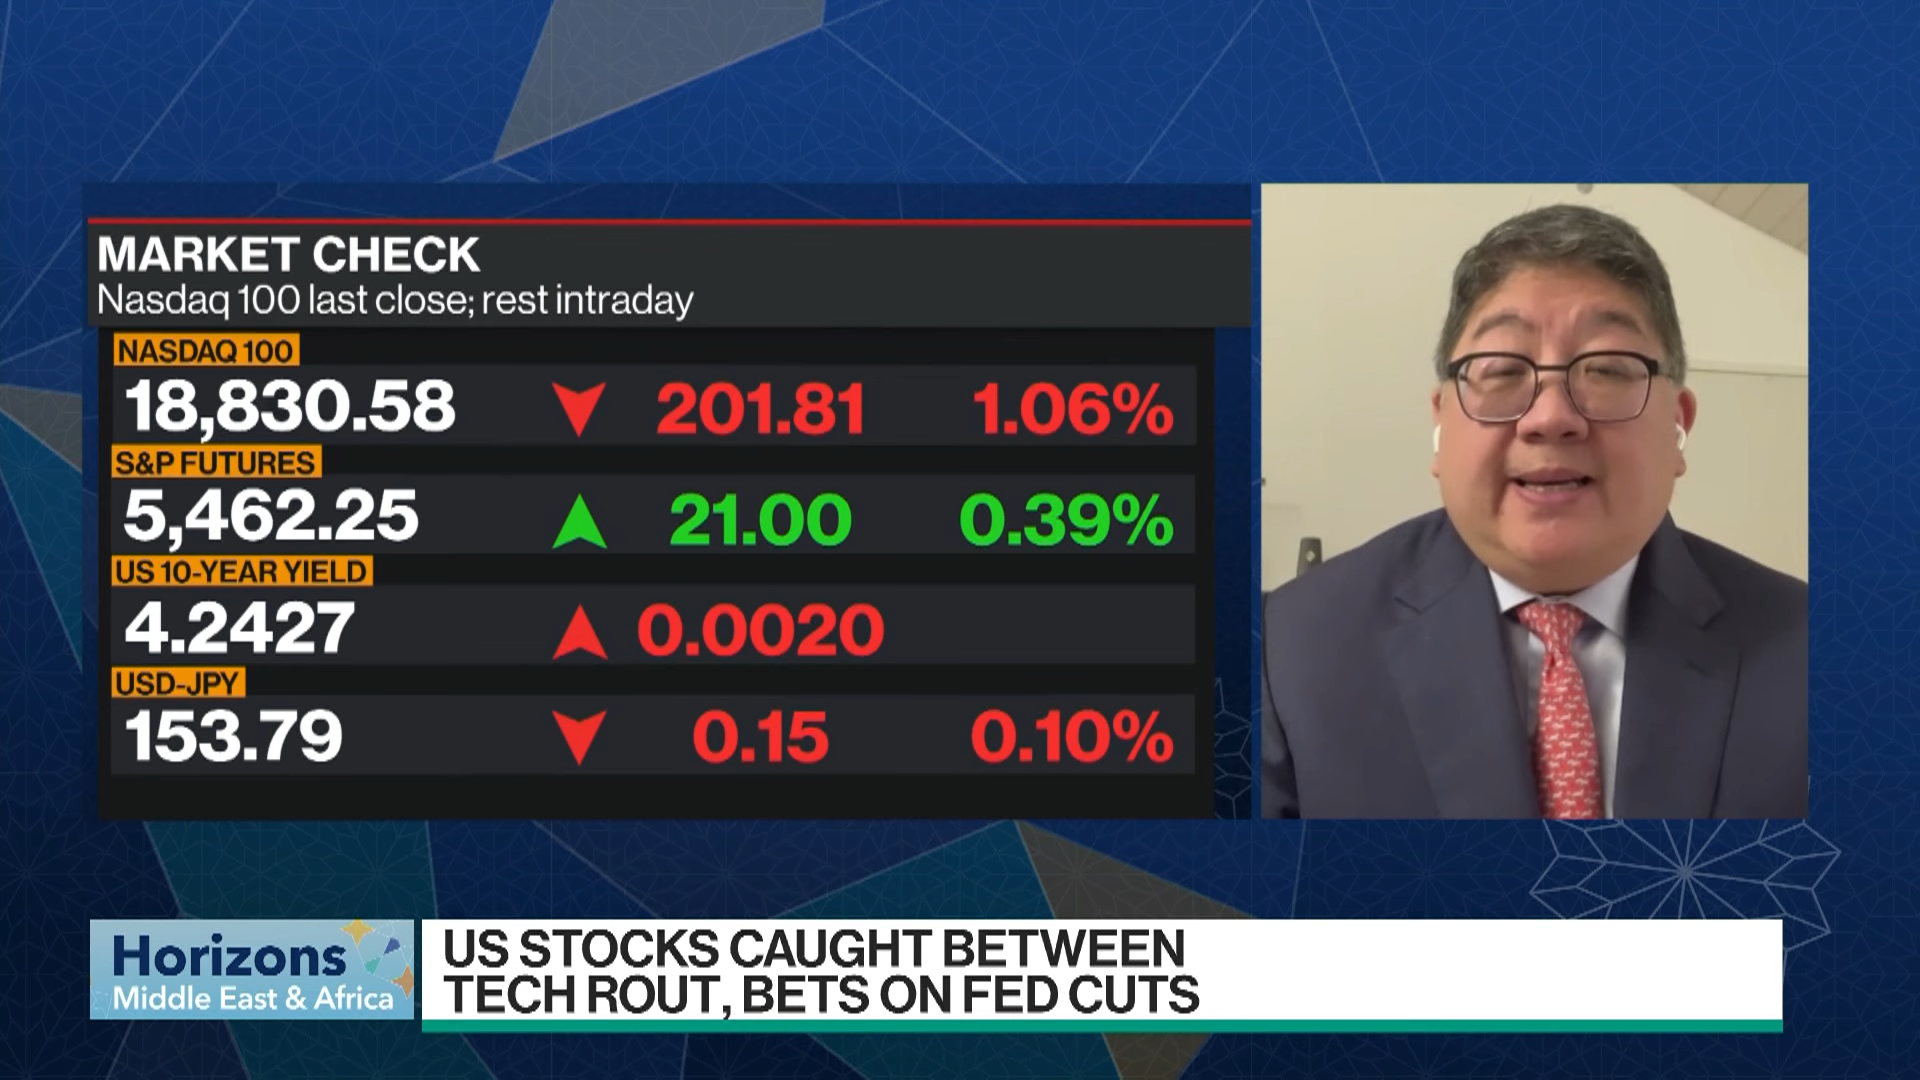 MARKET CHECK
Nasdaq 100 last close; rest intraday
NASDAQ 100
18,830.58 201.81 1.06%
S&P FUTURES
5,462.25 21.00 0.39%
US 10-YEAR YIELD
4.2427 0.0020
USD-JPY
153.79 0.15 0.10%
Horizons
Middle East & Africa
US STOCKS CAUGHT BETWEEN
TECH ROUT, BETS ON FED CUTS